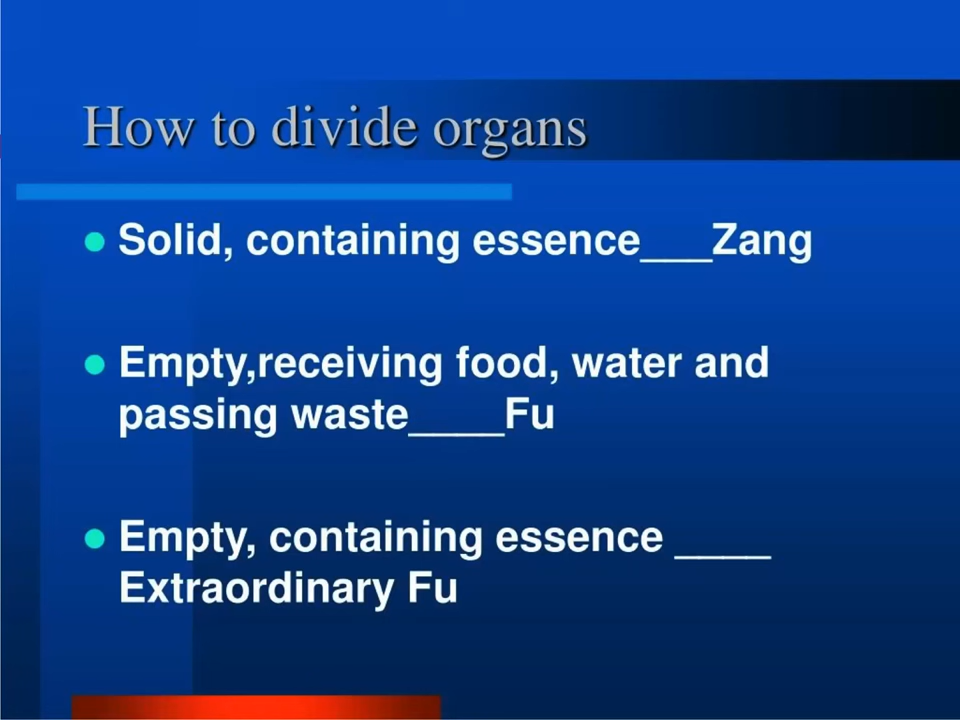 How to divide organs
Solid, containing essence___Zang
Empty,receiving food, water and
passing waste____Fu
Empty, containing essence ____
Extraordinary Fu